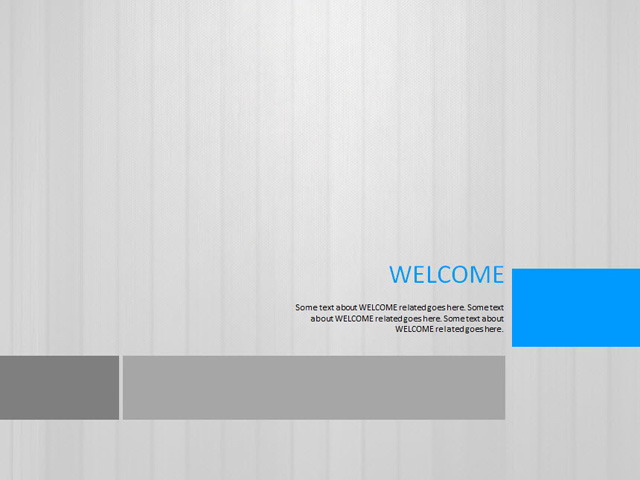 WELCOME
Some text about WELCOME related goes here. Some text
about WELCOME related goes here. Some text about
WELCOME related goes here.